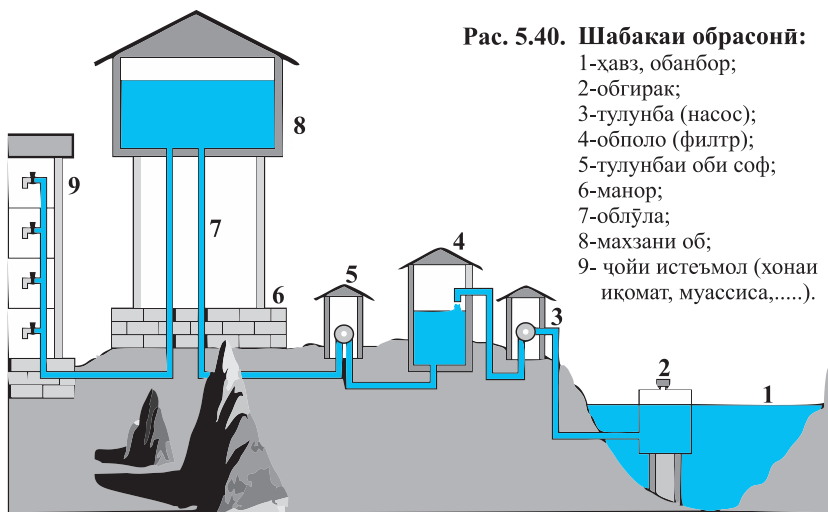 Рас. 5.40. Шабакаи обрасонӣ:
1-ҳавз, обанбор;
2-обгирак;
3-тулунба (насос);
4-обполо (филтр);
5-тулунбаи оби соф;
6-манор;
7-облӯла;
8-махзани об;
9- ҷойи истеъмол (хонаи
иқомат, муассиса,.....).
8
9
7
6
5
4
3
2
1